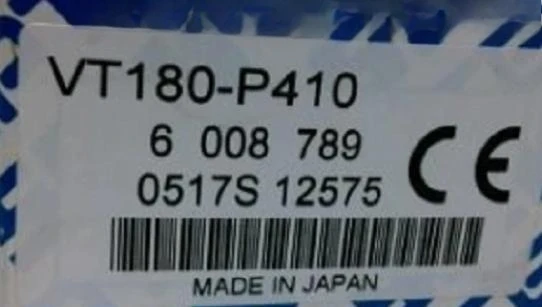 VT180-P410
6 008 789
0517S 12575
CE
MADE IN JAPAN